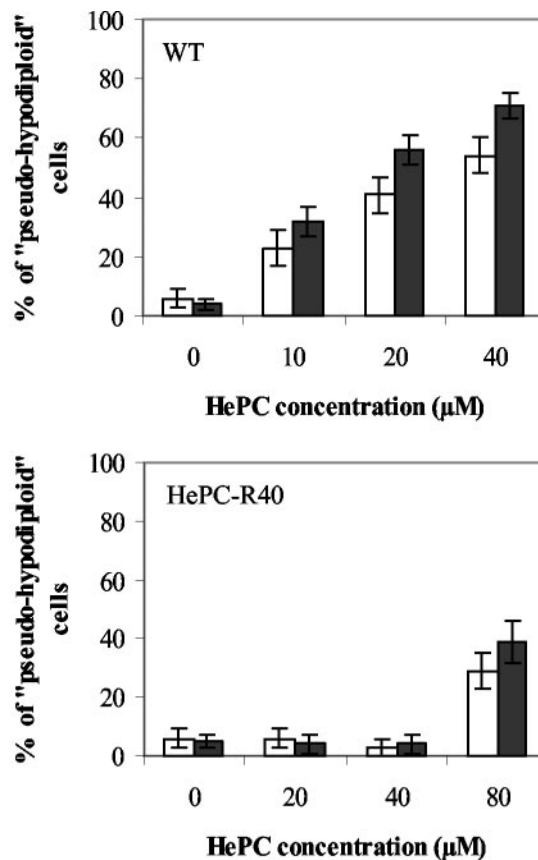 100
WT
80
60
40
20
0
% of "pseudo-hypodiploid"
cells
0 10 20 40
HePC concentration (µM)
100
HePC-R40
80
60
40
20
0
% of "pseudo-hypodiploid"
cells
0 20 40 80
HePC concentration (µM)